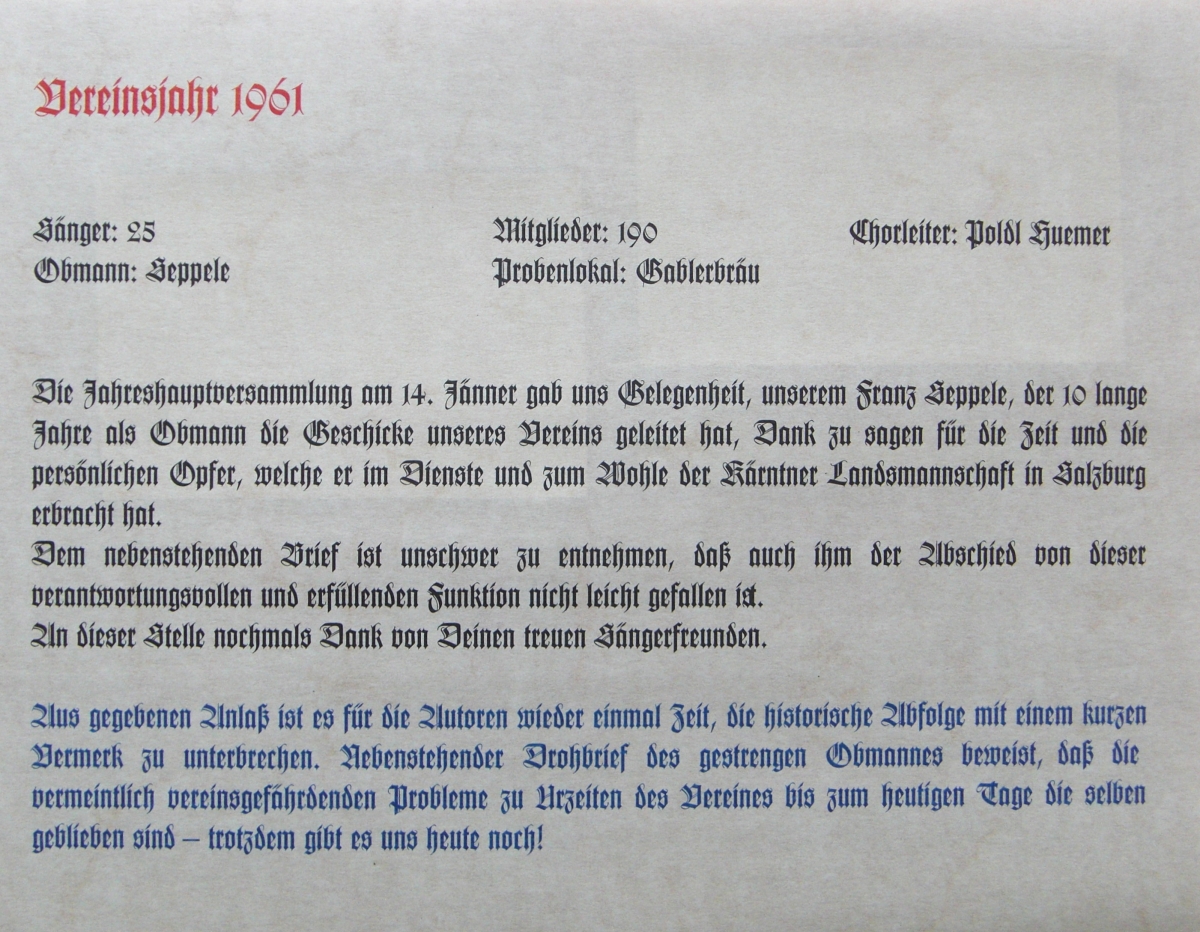 Vereinsjahr 1961
Sänger: 25 Mitglieder: 190 Chorleiter: Poldl Huemer
Obmann: Seppele Probenlokal: Gablerbräu
Die Jahreshauptversammlung am 14. Jänner gab uns Gelegenheit, unserem Franz Seppele, der 10 lange
Jahre als Obmann die Geschicke unseres Vereins geleitet hat, Dank zu sagen für die Zeit und die
persönlichen Opfer, welche er im Dienste und zum Wohle der Kärntner Landsmannschaft in Salzburg
erbracht hat.
Dem nebenstehenden Brief ist unschwer zu entnehmen, daß auch ihm der Abschied von dieser
verantwortungsvollen und erfüllenden Funktion nicht leicht gefallen ist.
An dieser Stelle nochmals Dank von Deinen treuen Sängerfreunden.
Aus gegebenen Anlaß ist es für die Autoren wieder einmal Zeit, die historische Abfolge mit einem kurzen
Vermerk zu unterbrechen. Nebenstehender Drohbrief des gestrengen Obmannes beweist, daß die
vermeintlich vereinsgefährdenden Probleme zu Urzeiten des Vereines bis zum heutigen Tage die selben
geblieben sind – trotzdem gibt es uns heute noch!